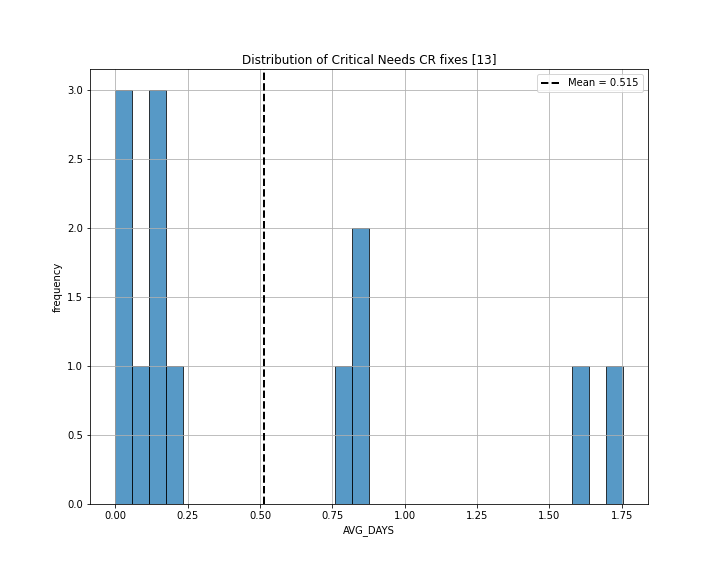 Distribution of Critical Needs CR fixes [13]
Mean = 0.515
3.0
2.5
2.0
1.5
1.0
0.5
0.0
frequency
0.00 0.25 0.50 0.75 1.00 1.25 1.50 1.75
AVG_DAYS